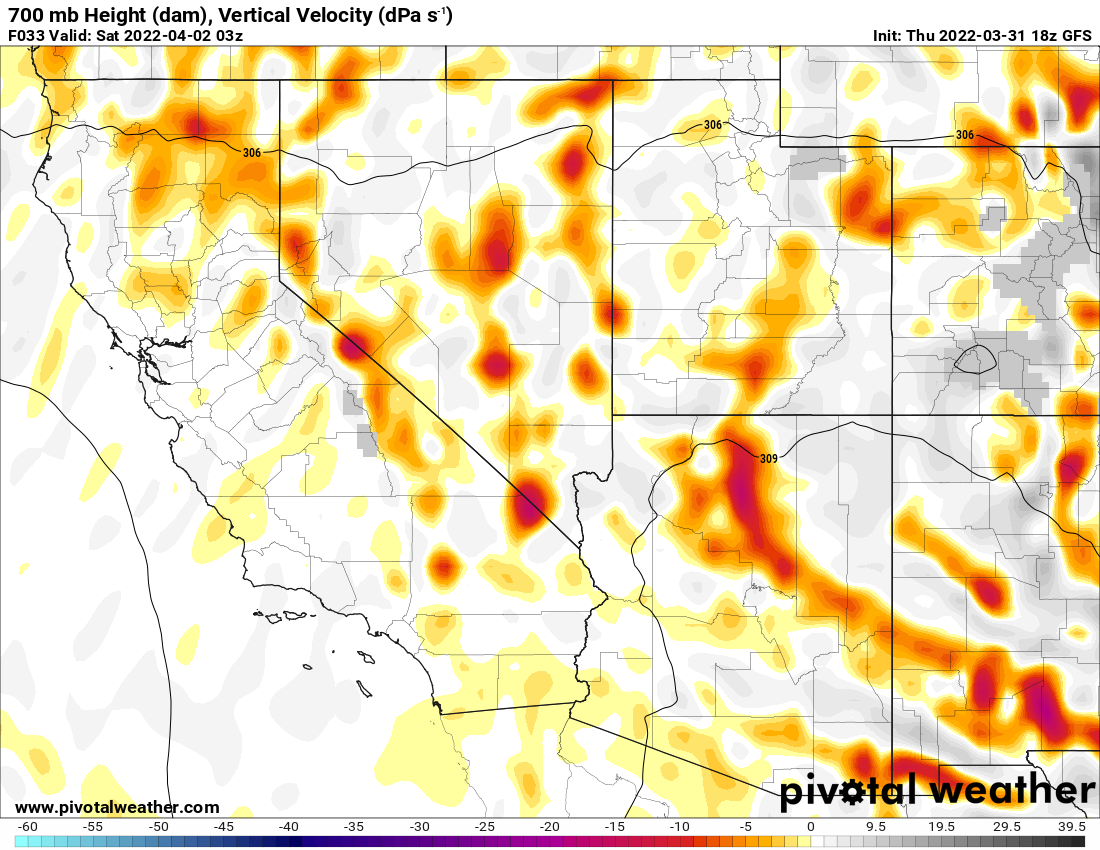 700 mb Height (dam), Vertical Velocity (dPa s⁻¹)
F033 Valid: Sat 2022-04-02 03z
Init: Thu 2022-03-31 18z GFS
306
306
306
309
www.pivotalweather.com
pivotal weather
-60 -55 -50 -45 -40 -35 -30 -25 -20 -15 -10 -5 0 9.5 19.5 29.5 39.5